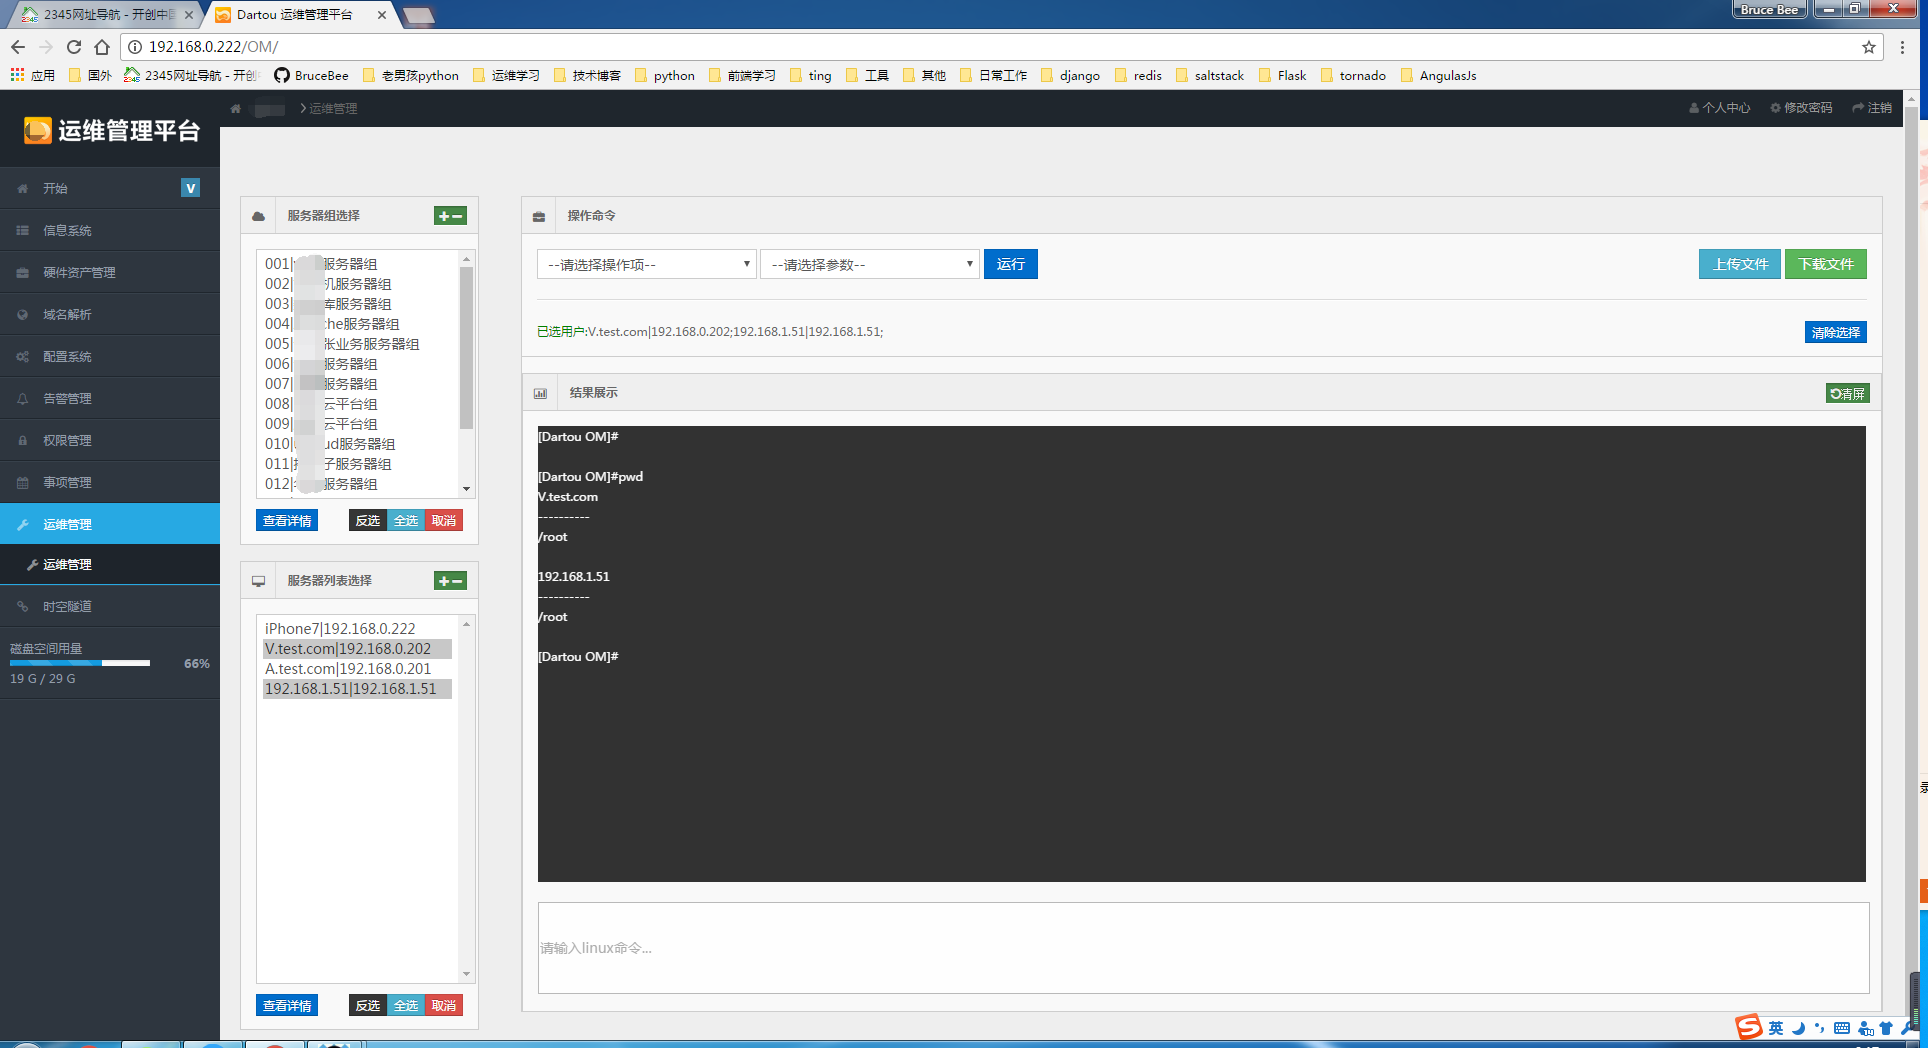 2345网址导航 - 开创中国
Dartou 运维管理平台
Bruce Bee
192.168.0.222/OM/
应用
国外
2345网址导航 - 开创
BruceBee
老男孩python
运维学习
技术博客
python
前端学习
ting
工具
其他
日常工作
django
redis
saltstack
Flask
tornado
AngulasJs
运维管理平台
运维管理
个人中心
修改密码
注销
开始
V
信息系统
硬件资产管理
域名解析
配置系统
告警管理
权限管理
事项管理
运维管理
运维管理
时空隧道
磁盘空间用量
66%
19 G / 29 G
服务器组选择
001| 服务器组
002| 机服务器组
003| 库服务器组
004| che服务器组
005| 张业务服务器组
006| 服务器组
007| 服务器组
008| 云平台组
009| 云平台组
010| ud服务器组
011| 子服务器组
012| 服务器组
查看详情
反选
全选
取消
服务器列表选择
iPhone7|192.168.0.222
V.test.com|192.168.0.202
A.test.com|192.168.0.201
192.168.1.51|192.168.1.51
查看详情
反选
全选
取消
操作命令
--请选择操作项--
--请选择参数--
运行
上传文件
下载文件
已选用户:V.test.com|192.168.0.202;192.168.1.51|192.168.1.51;
清除选择
结果展示
清屏
[Dartou OM]#
[Dartou OM]#pwd
V.test.com
----------
/root
192.168.1.51
----------
/root
[Dartou OM]#
请输入linux命令...
英